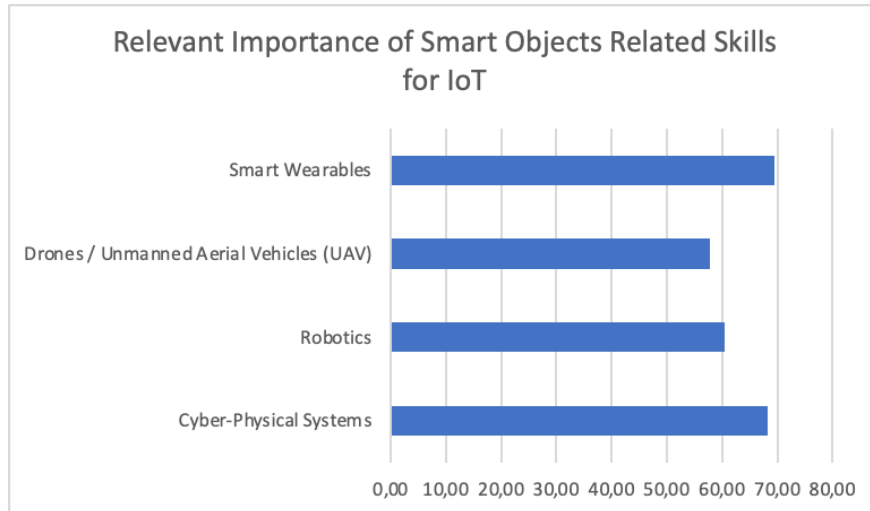 Relevant Importance of Smart Objects Related Skills
for IoT
Smart Wearables
Drones / Unmanned Aerial Vehicles (UAV)
Robotics
Cyber-Physical Systems
0,00 10,00 20,00 30,00 40,00 50,00 60,00 70,00 80,00